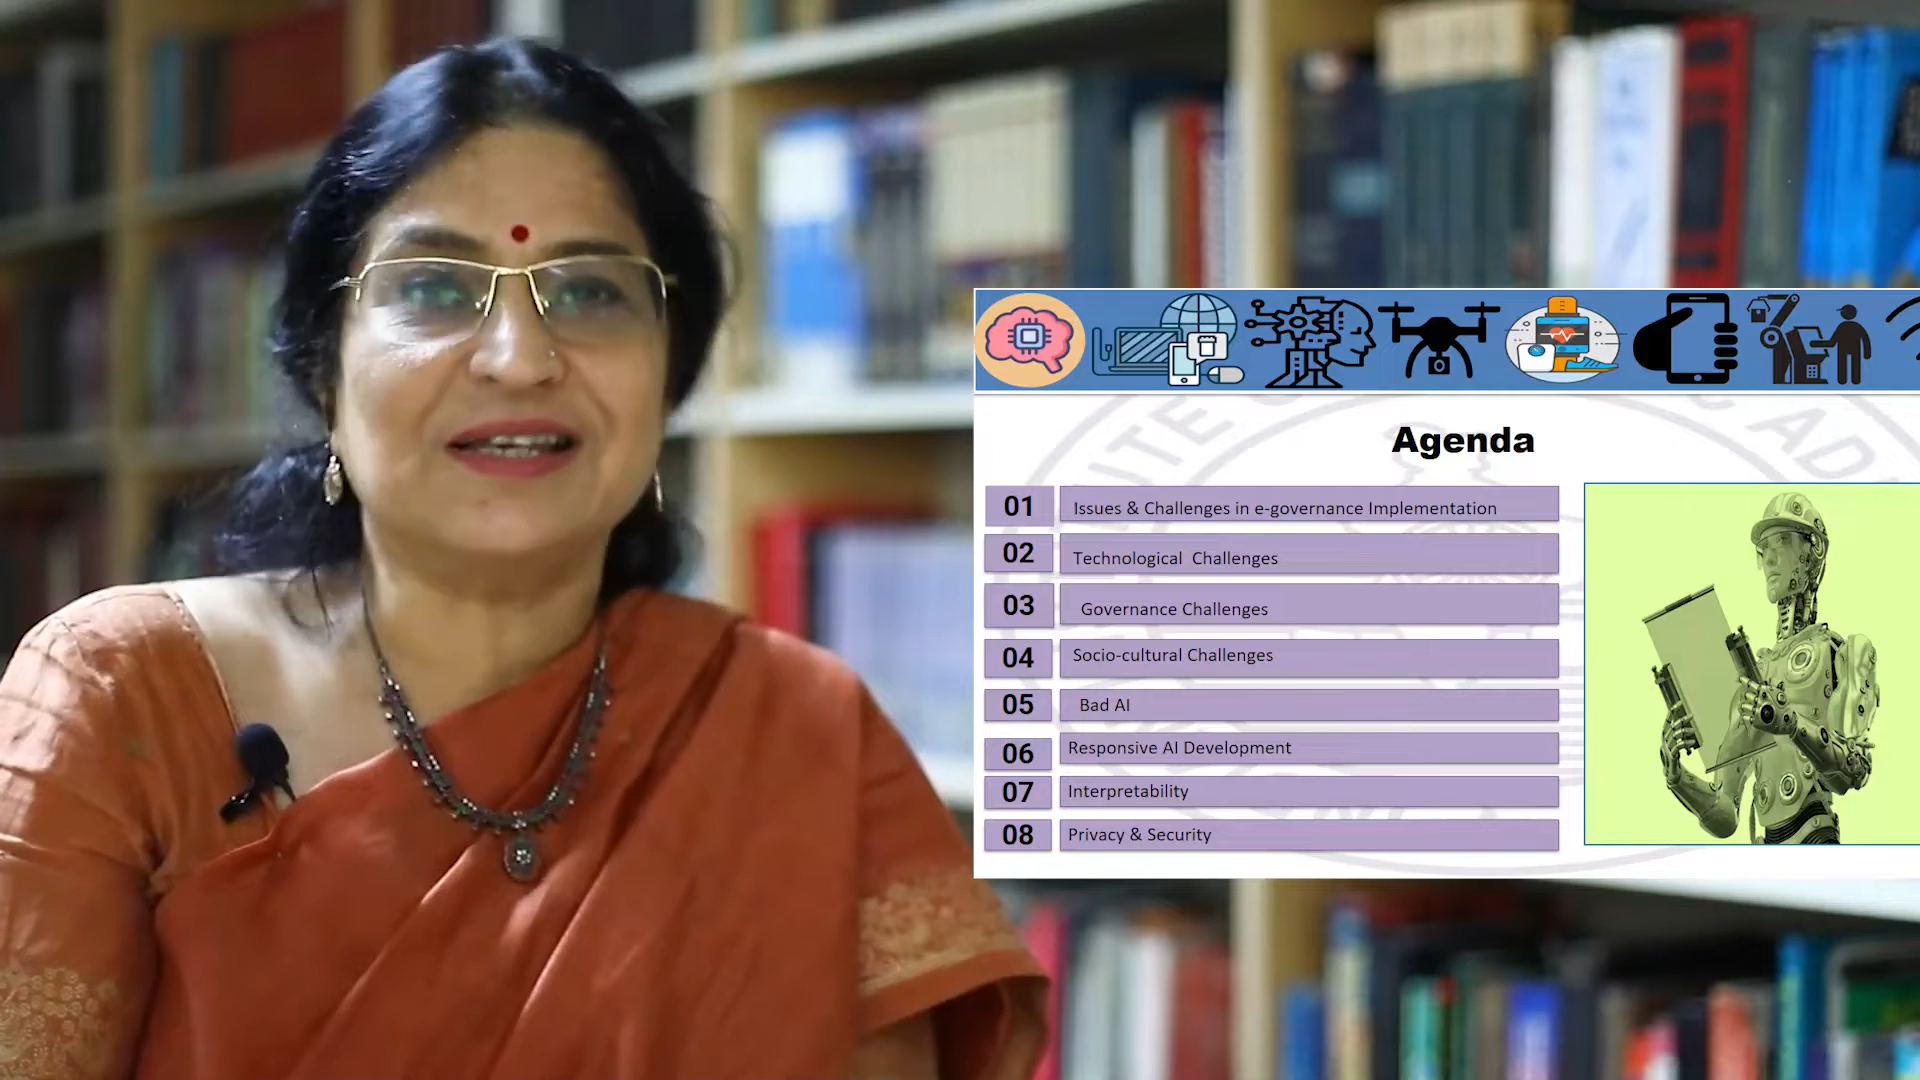 Agenda
01 Issues & Challenges in e-governance Implementation
02 Technological Challenges
03 Governance Challenges
04 Socio-cultural Challenges
05 Bad AI
06 Responsive AI Development
07 Interpretability
08 Privacy & Security